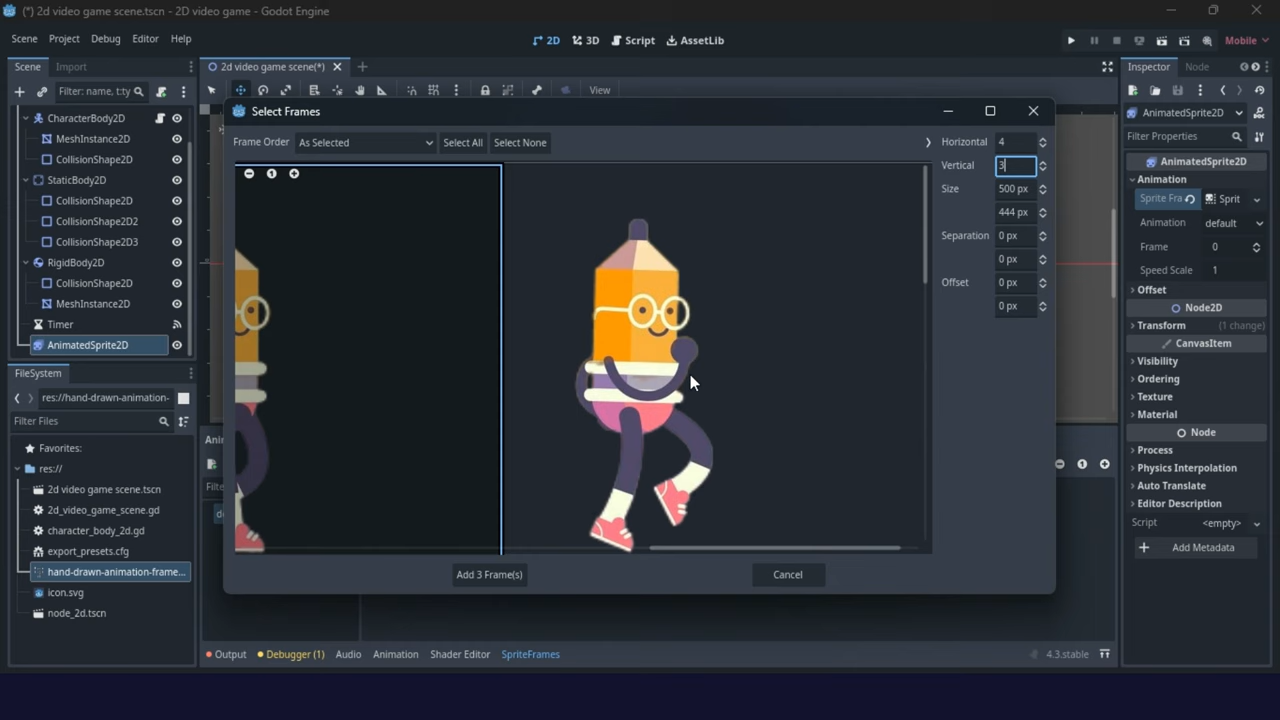 (*) 2d video game scene.tscn - 2D video game - Godot Engine
Scene Project Debug Editor Help
2D 3D Script AssetLib
Mobile
Scene Import
2d video game scene(*)
Inspector Node
Filter: name, t:ty
View
Select Frames
AnimatedSprite2D
Filter Properties
CharacterBody2D
MeshInstance2D
CollisionShape2D
StaticBody2D
CollisionShape2D
CollisionShape2D2
CollisionShape2D3
RigidBody2D
CollisionShape2D
MeshInstance2D
Timer
AnimatedSprite2D
Frame Order As Selected Select All Select None
Horizontal 4
Vertical 3
Size 500 px
444 px
Separation 0 px
0 px
Offset 0 px
0 px
Add 3 Frame(s) Cancel
AnimatedSprite2D
Animation
Sprite Fra Sprit
Animation default
Frame 0
Speed Scale 1
Offset
Node2D
Transform (1 change)
CanvasItem
Visibility
Ordering
Texture
Material
Node
Process
Physics Interpolation
Auto Translate
Editor Description
Script <empty>
Add Metadata
FileSystem
res://hand-drawn-animation-
Filter Files
Favorites:
res://
2d video game scene.tscn
2d_video_game_scene.gd
character_body_2d.gd
export_presets.cfg
hand-drawn-animation-frame...
icon.svg
node_2d.tscn
Ani
Filte
de
Output Debugger (1) Audio Animation Shader Editor SpriteFrames
4.3.stable